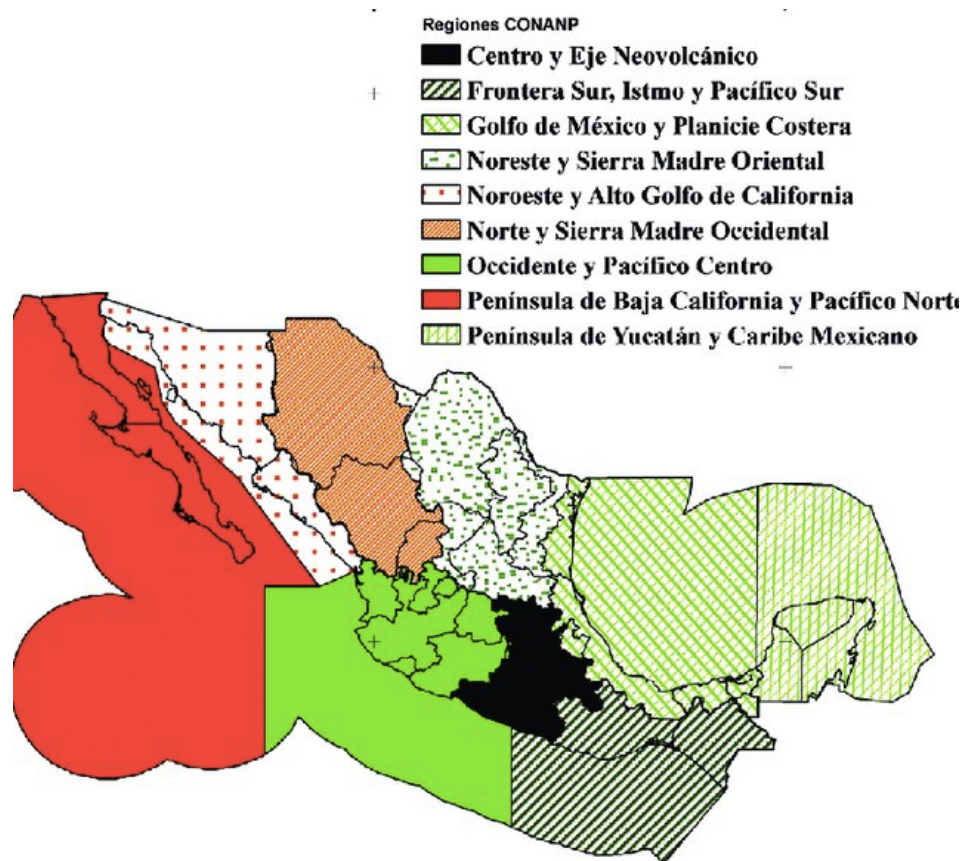 Regiones CONANP
Centro y Eje Neovolcánico
Frontera Sur, Istmo y Pacífico Sur
Golfo de México y Planicie Costera
Noreste y Sierra Madre Oriental
Noroeste y Alto Golfo de California
Norte y Sierra Madre Occidental
Occidente y Pacífico Centro
Península de Baja California y Pacífico Norte
Península de Yucatán y Caribe Mexicano